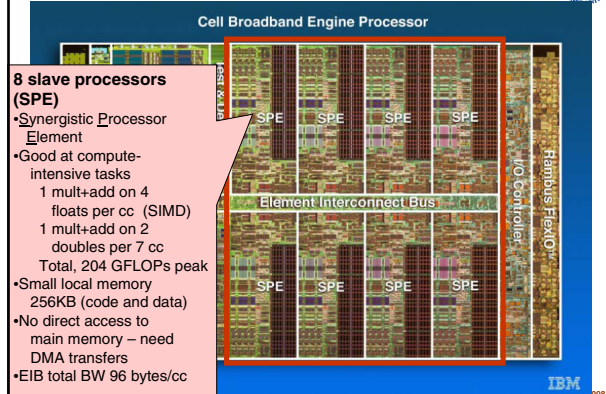 Cell Broadband Engine Processor
8 slave processors
(SPE)
•Synergistic Processor
Element
•Good at compute-
intensive tasks
1 mult+add on 4
floats per cc (SIMD)
1 mult+add on 2
doubles per 7 cc
Total, 204 GFLOPs peak
•Small local memory
256KB (code and data)
•No direct access to
main memory – need
DMA transfers
•EIB total BW 96 bytes/cc
SPE SPE SPE SPE
Element Interconnect Bus
SPE SPE SPE SPE
I/O Controller
Rambus FlexIO™
IBM